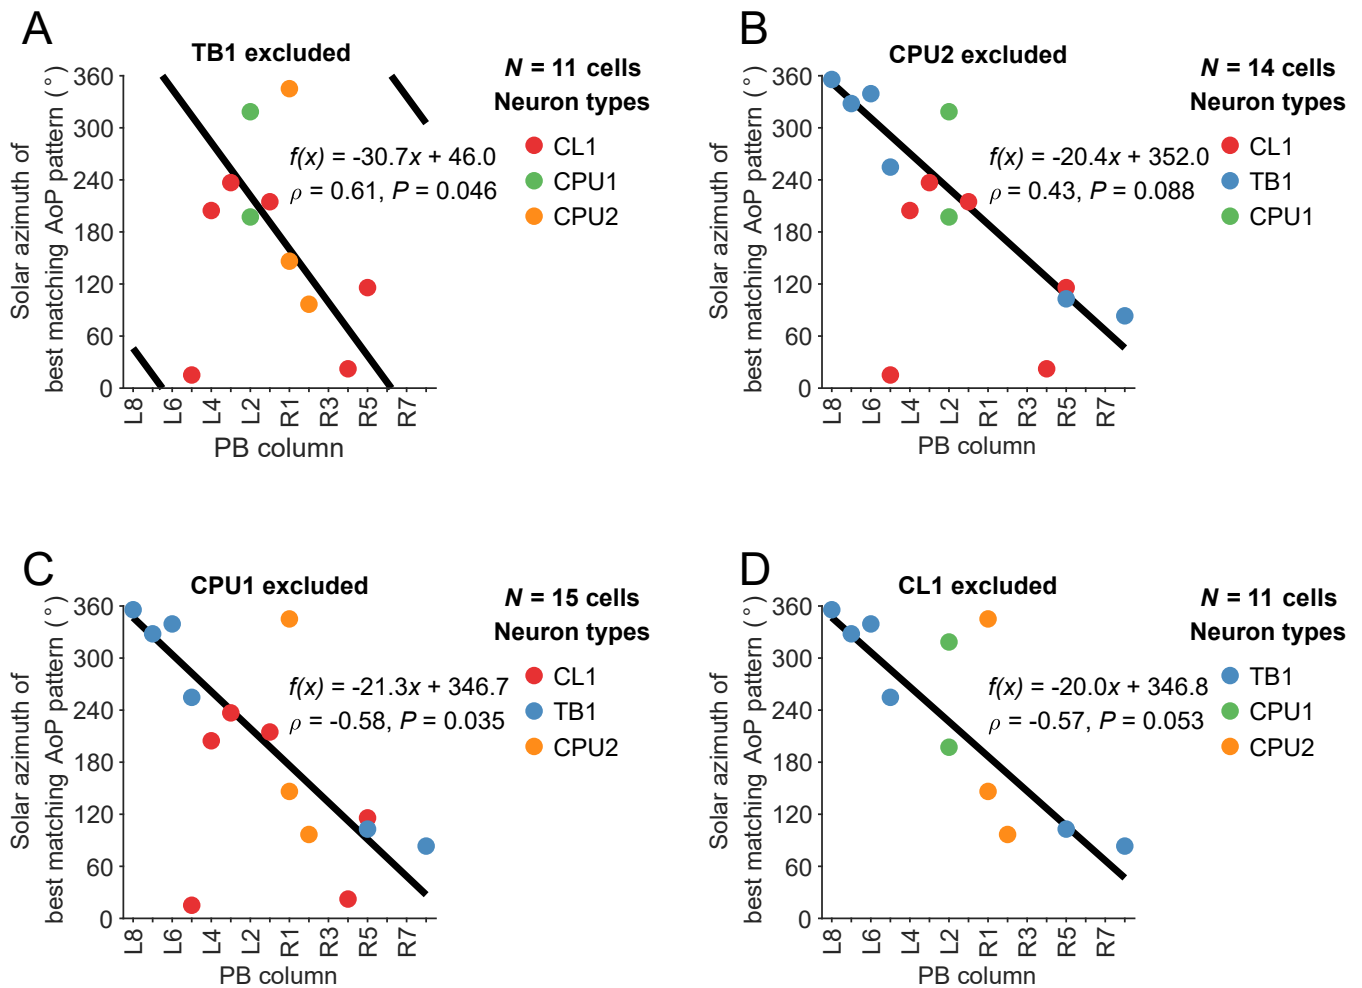 A
TB1 excluded
N = 11 cells
Neuron types
CL1
CPU1
CPU2
f(x) = -30.7x + 46.0
ρ = 0.61, P = 0.046
Solar azimuth of
best matching AoP pattern (°)
360
300
240
180
120
60
0
L8
L6
L4
L2
R1
R3
R5
R7
PB column
B
CPU2 excluded
N = 14 cells
Neuron types
CL1
TB1
CPU1
f(x) = -20.4x + 352.0
ρ = 0.43, P = 0.088
Solar azimuth of
best matching AoP pattern (°)
360
300
240
180
120
60
0
L8
L6
L4
L2
R1
R3
R5
R7
PB column
C
CPU1 excluded
N = 15 cells
Neuron types
CL1
TB1
CPU2
f(x) = -21.3x + 346.7
ρ = -0.58, P = 0.035
Solar azimuth of
best matching AoP pattern (°)
360
300
240
180
120
60
0
L8
L6
L4
L2
R1
R3
R5
R7
PB column
D
CL1 excluded
N = 11 cells
Neuron types
TB1
CPU1
CPU2
f(x) = -20.0x + 346.8
ρ = -0.57, P = 0.053
Solar azimuth of
best matching AoP pattern (°)
360
300
240
180
120
60
0
L8
L6
L4
L2
R1
R3
R5
R7
PB column